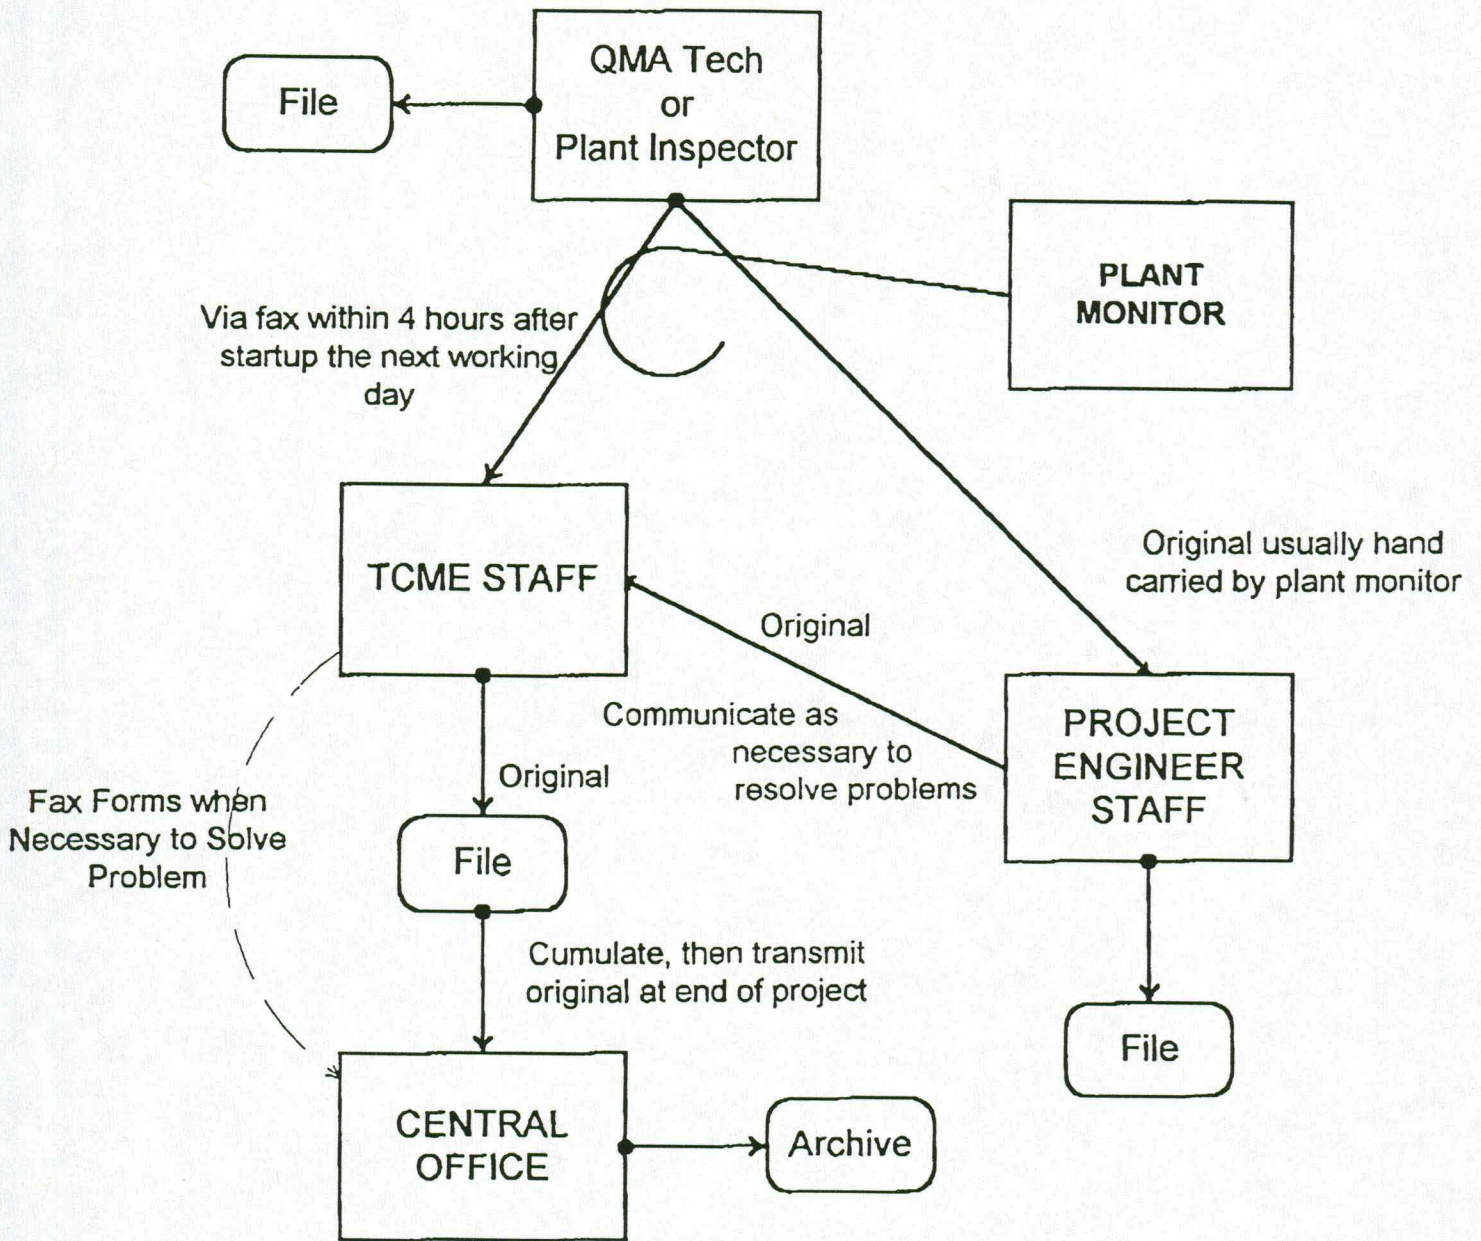 QMA Tech
or
Plant Inspector
File
PLANT
MONITOR
Via fax within 4 hours after
startup the next working
day
Original usually hand
carried by plant monitor
TCME STAFF
Original
Communicate as
necessary to
resolve problems
PROJECT
ENGINEER
STAFF
Original
Fax Forms when
Necessary to Solve
Problem
File
Cumulate, then transmit
original at end of project
File
CENTRAL
OFFICE
Archive